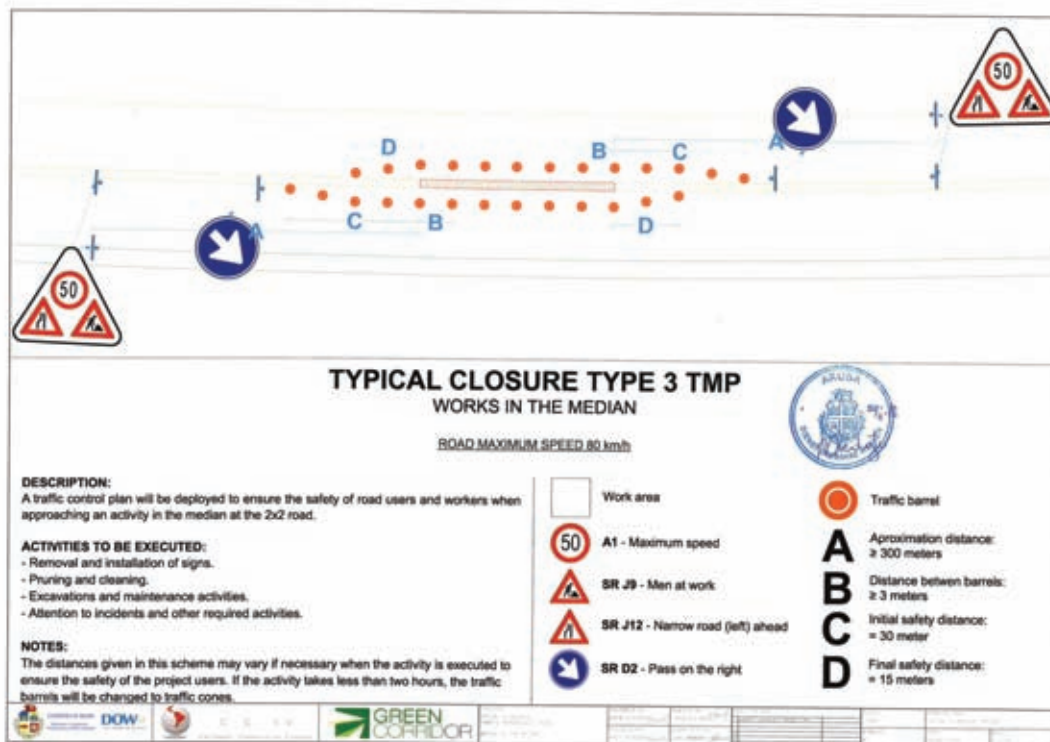 50
A
D
B
C
A
C
B
D
50
TYPICAL CLOSURE TYPE 3 TMP
WORKS IN THE MEDIAN
ROAD MAXIMUM SPEED 80 km/h
ARUBA
DESCRIPTION:
A traffic control plan will be deployed to ensure the safety of road users and workers when
approaching an activity in the median at the 2x2 road.
ACTIVITIES TO BE EXECUTED:
- Removal and installation of signs.
- Pruning and cleaning.
- Excavations and maintenance activities.
- Attention to incidents and other required activities.
NOTES:
The distances given in this scheme may vary if necessary when the activity is executed to
ensure the safety of the project users. If the activity takes less than two hours, the traffic
barrels will be changed to traffic cones.
Work area
50 A1 - Maximum speed
SR J9 - Men at work
SR J12 - Narrow road (left) ahead
SR D2 - Pass on the right
Traffic barrel
A Aproximation distance:
≥ 300 meters
B Distance betwen barrels:
≥ 3 meters
C Initial safety distance:
= 30 meter
D Final safety distance:
= 15 meters
DOW
GREEN
CORRIDOR